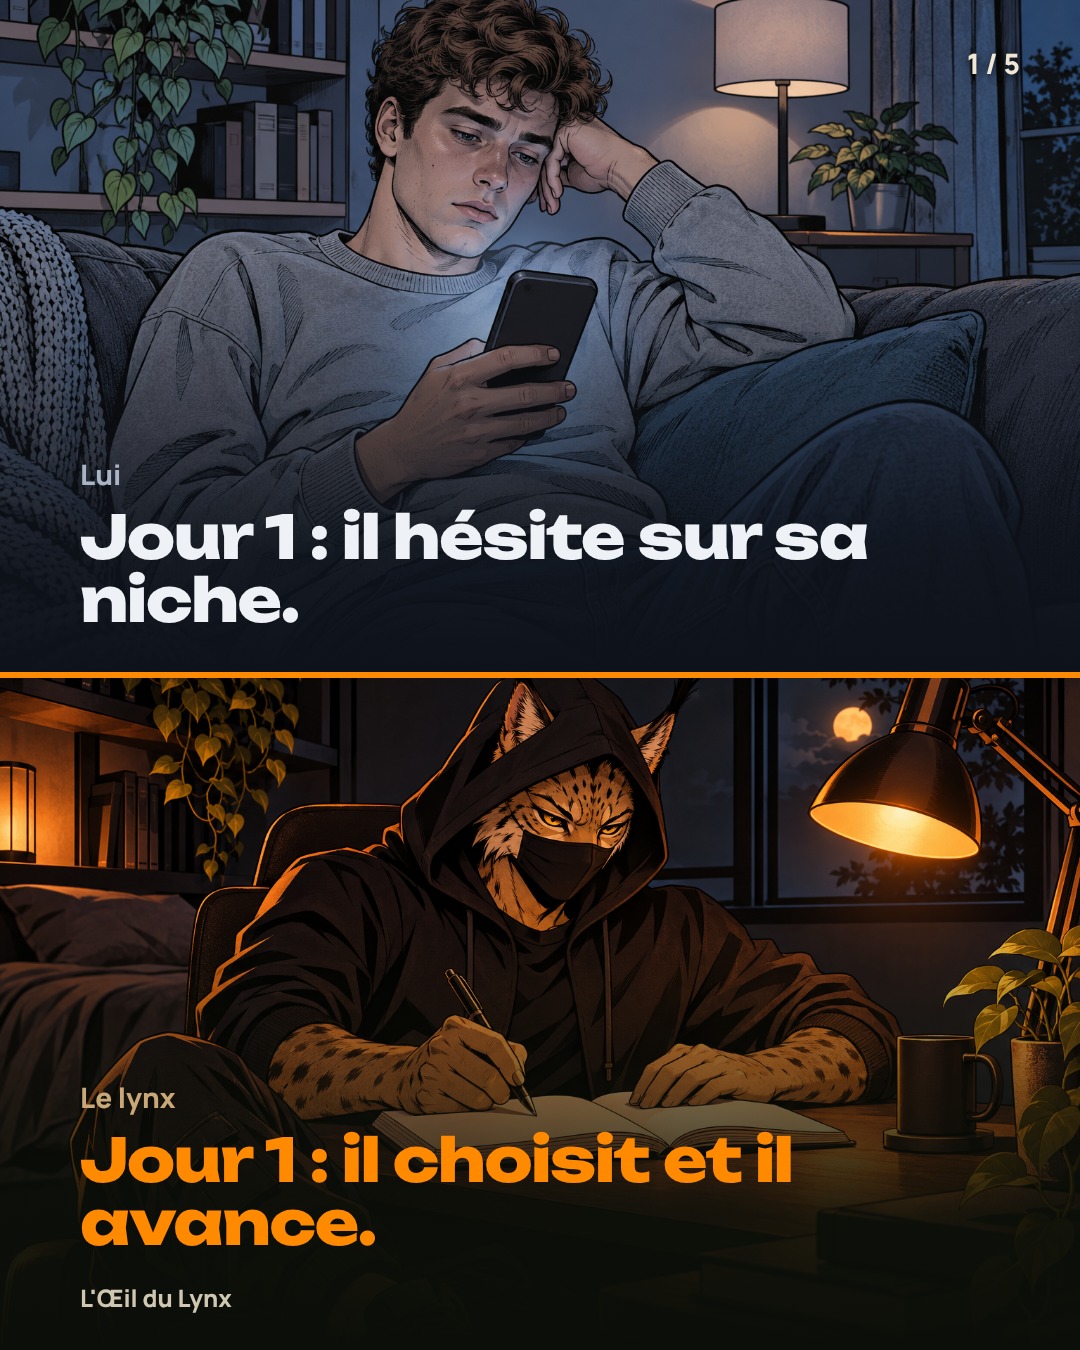 1 / 5
Lui
Jour 1 : il hésite sur sa
niche.
Le lynx
Jour 1 : il choisit et il
avance.
L'Œil du Lynx